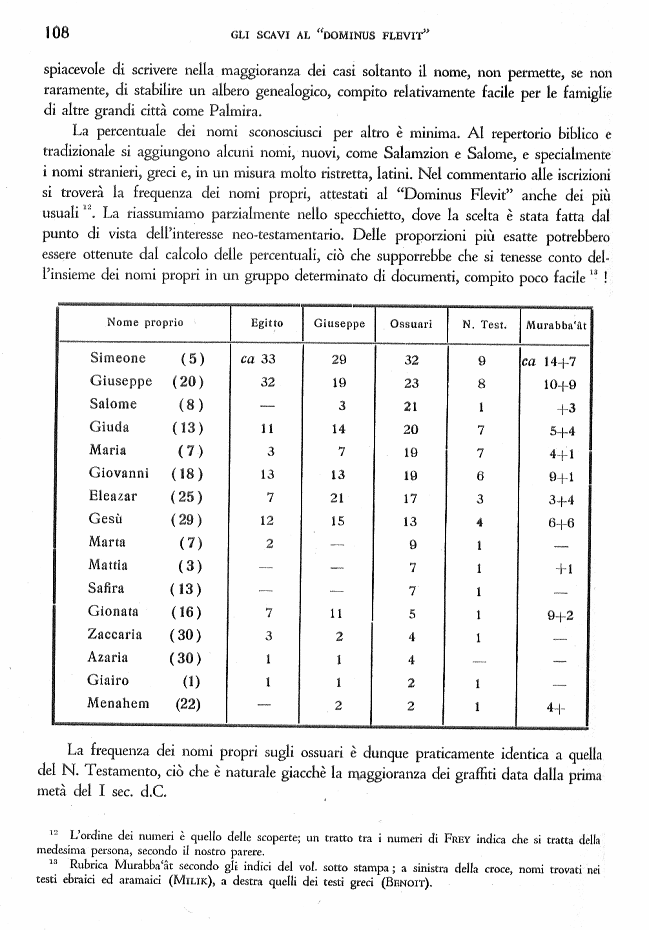 108 GLI SCAVI AL “DOMINUS FLEVIT”
spiacevole di scrivere nella maggioranza dei casi soltanto il nome, non permette, se non
raramente, di stabilire un albero genealogico, compito relativamente facile per le famiglie
di altre grandi città come Palmira.
La percentuale dei nomi sconosciusci per altro è minima. Al repertorio biblico e
tradizionale si aggiungono alcuni nomi, nuovi, come Salamzion e Salome, e specialmente
i nomi stranieri, greci e, in un misura molto ristretta, latini. Nel commentario alle iscrizioni
si troverà la frequenza dei nomi propri, attestati al “Dominus Flevit” anche dei più
usuali ¹². La riassumiamo parzialmente nello specchietto, dove la scelta è stata fatta dal
punto di vista dell'interesse neo-testamentario. Delle proporzioni più esatte potrebbero
essere ottenute dal calcolo delle percentuali, ciò che supporrebbe che si tenesse conto del-
l'insieme dei nomi propri in un gruppo determinato di documenti, compito poco facile ¹³ !
Nome proprio Egitto Giuseppe Ossuari N. Test. Murabba‘ât
Simeone (5) ca 33 29 32 9 ca 14+7
Giuseppe (20) 32 19 23 8 10+9
Salome (8) — 3 21 1 +3
Giuda (13) 11 14 20 7 5+4
Maria (7) 3 7 19 7 4+1
Giovanni (18) 13 13 19 6 9+1
Eleazar (25) 7 21 17 3 3+4
Gesù (29) 12 15 13 4 6+6
Marta (7) 2 — 9 1 —
Mattia (3) — — 7 1 +1
Safira (13) — — 7 1 —
Gionata (16) 7 11 5 1 9+2
Zaccaria (30) 3 2 4 1 —
Azaria (30) 1 1 4 — —
Giairo (1) 1 1 2 1 —
Menahem (22) — 2 2 1 4+
La frequenza dei nomi propri sugli ossuari è dunque praticamente identica a quella
del N. Testamento, ciò che è naturale giacchè la maggioranza dei graffiti data dalla prima
metà del I sec. d.C.
¹² L'ordine dei numeri è quello delle scoperte; un tratto tra i numeri di FREY indica che si tratta della
medesima persona, secondo il nostro parere.
¹³ Rubrica Murabba‘ât secondo gli indici del vol. sotto stampa ; a sinistra della croce, nomi trovati nei
testi ebraici ed aramaici (MILIK), a destra quelli dei testi greci (BENOIT).